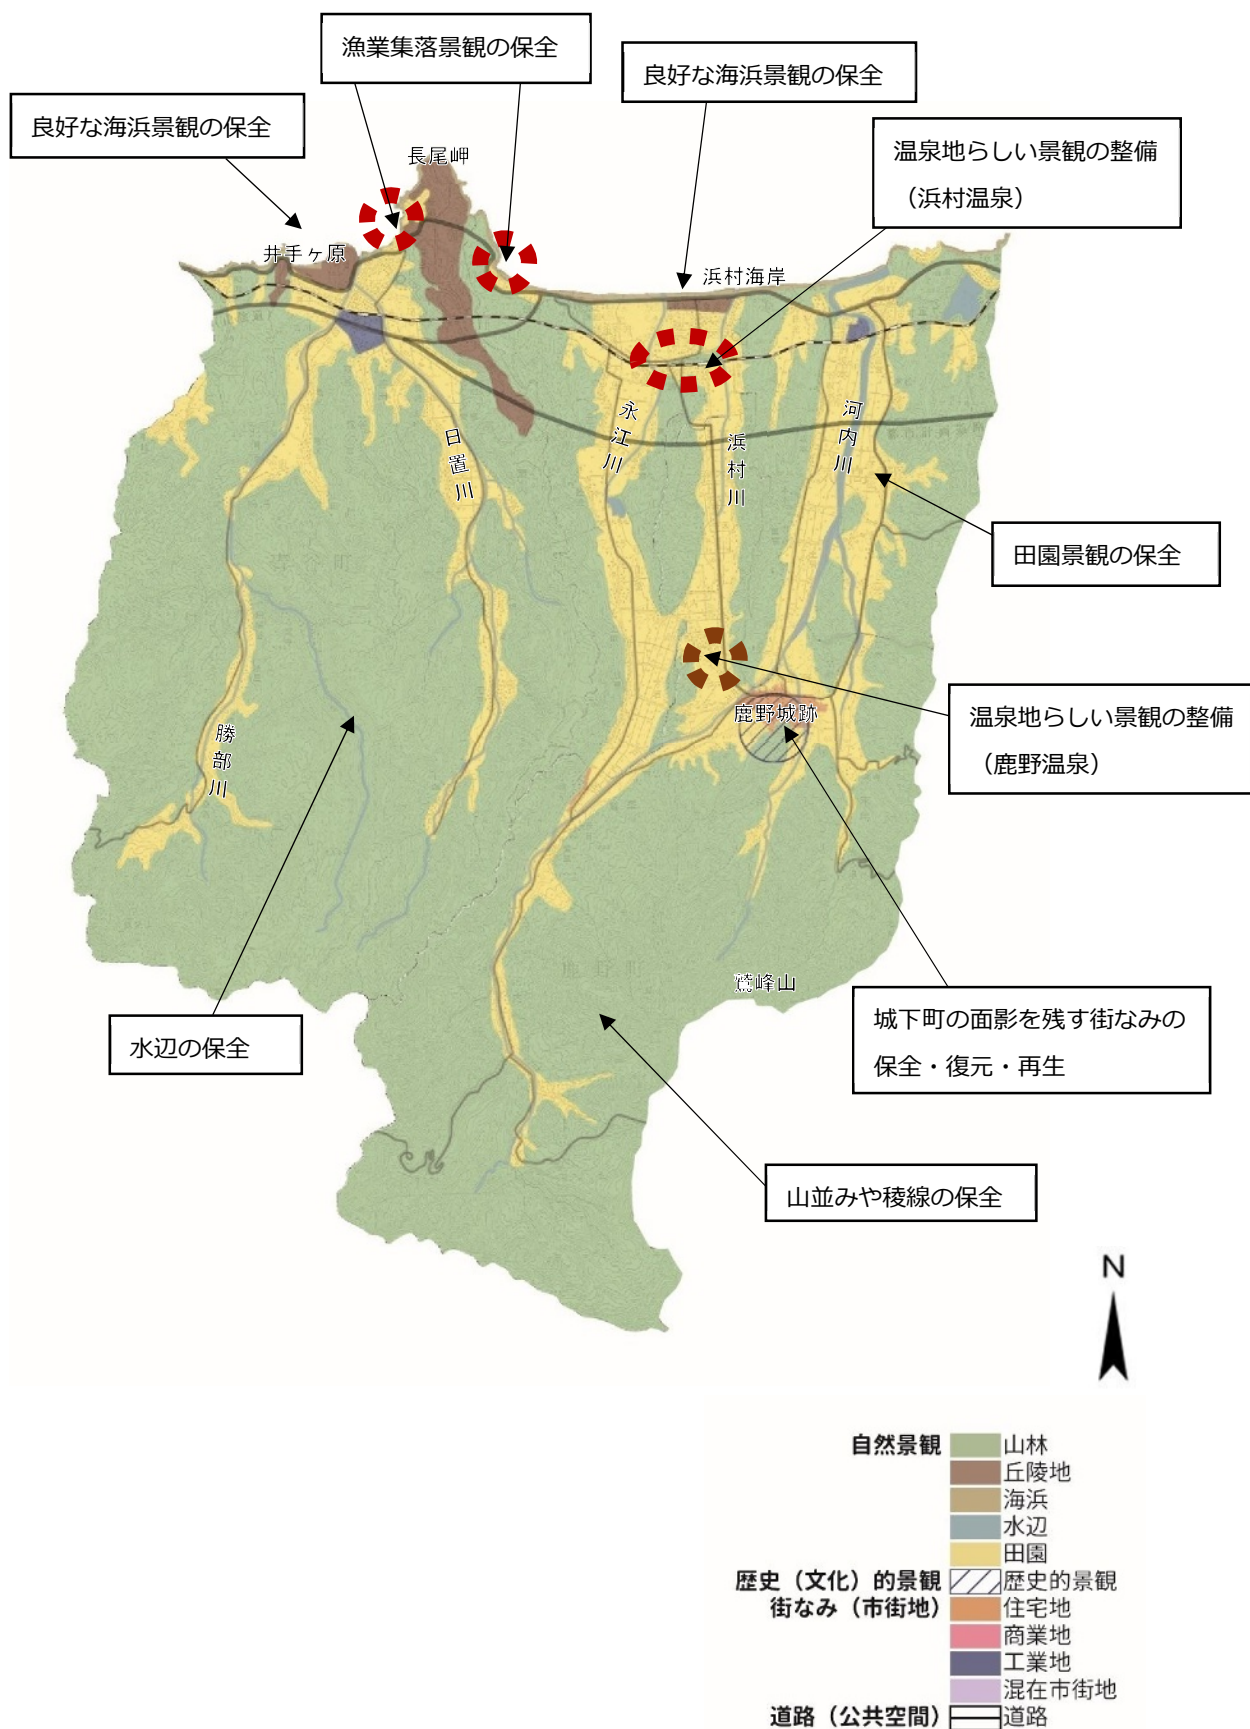 漁業集落景観の保全
良好な海浜景観の保全
良好な海浜景観の保全
温泉地らしい景観の整備
（浜村温泉）
長尾岬
井手ヶ原
浜村海岸
永江川
河内川
日置川
浜村川
田園景観の保全
温泉地らしい景観の整備
（鹿野温泉）
鹿野城跡
勝部川
鷲峰山
城下町の面影を残す街なみの
保全・復元・再生
水辺の保全
山並みや稜線の保全
N
自然景観 山林
丘陵地
海浜
水辺
田園
歴史（文化）的景観 歴史的景観
街なみ（市街地） 住宅地
商業地
工業地
混在市街地
道路（公共空間） 道路